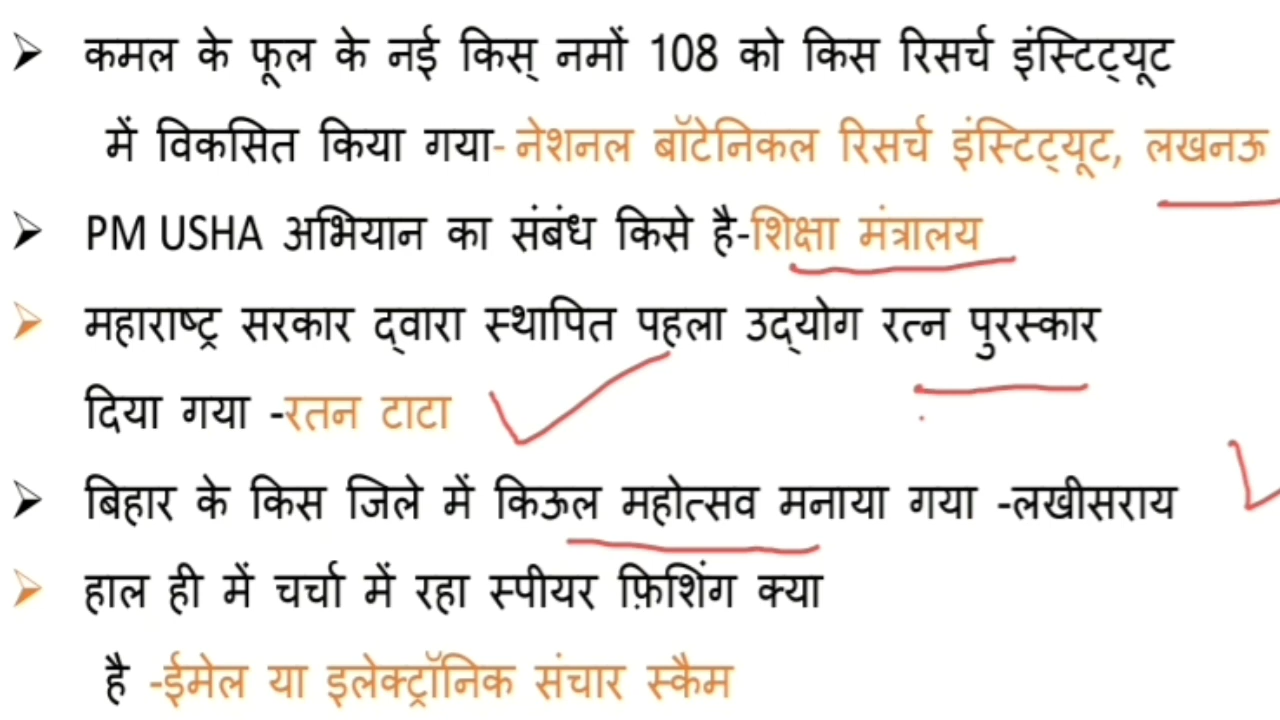 ➢ कमल के फूल के नई किस् नमों 108 को किस रिसर्च इंस्टिट्यूट
में विकसित किया गया- नेशनल बॉटेनिकल रिसर्च इंस्टिट्यूट, लखनऊ
➢ PM USHA अभियान का संबंध किसे है-शिक्षा मंत्रालय
➢ महाराष्ट्र सरकार द्वारा स्थापित पहला उद्योग रत्न पुरस्कार
दिया गया -रतन टाटा
➢ बिहार के किस जिले में किऊल महोत्सव मनाया गया -लखीसराय
➢ हाल ही में चर्चा में रहा स्पीयर फ़िशिंग क्या
है -ईमेल या इलेक्ट्रॉनिक संचार स्कैम